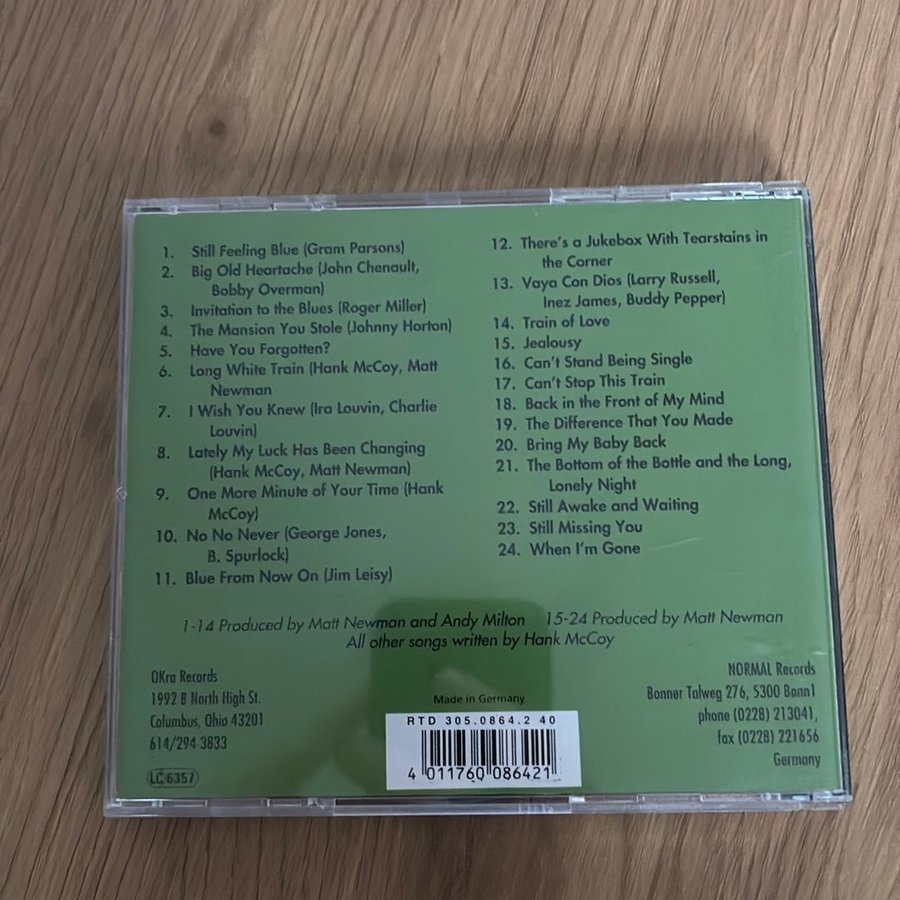 1. Still Feeling Blue (Gram Parsons)
2. Big Old Heartache (John Chenault,
Bobby Overman)
3. Invitation to the Blues (Roger Miller)
4. The Mansion You Stole (Johnny Horton)
5. Have You Forgotten?
6. Long White Train (Hank McCoy, Matt
Newman
7. I Wish You Knew (Ira Louvin, Charlie
Louvin)
8. Lately My Luck Has Been Changing
(Hank McCoy, Matt Newman)
9. One More Minute of Your Time (Hank
McCoy)
10. No No Never (George Jones,
B. Spurlock)
11. Blue From Now On (Jim Leisy)
12. There's a Jukebox With Tearstains in
the Corner
13. Vaya Con Dios (Larry Russell,
Inez James, Buddy Pepper)
14. Train of Love
15. Jealousy
16. Can't Stand Being Single
17. Can't Stop This Train
18. Back in the Front of My Mind
19. The Difference That You Made
20. Bring My Baby Back
21. The Bottom of the Bottle and the Long,
Lonely Night
22. Still Awake and Waiting
23. Still Missing You
24. When I'm Gone
1-14 Produced by Matt Newman and Andy Milton 15-24 Produced by Matt Newman
All other songs written by Hank McCoy
OKra Records
1992 B North High St.
Columbus, Ohio 43201
614/294-3833
LC 6357
Made in Germany
RTD 305.0864.2 40
4 011760 086421
NORMAL Records
Bonner Talweg 276, 5300 Bonn1
phone (0228) 213041,
fax (0228) 221656
Germany